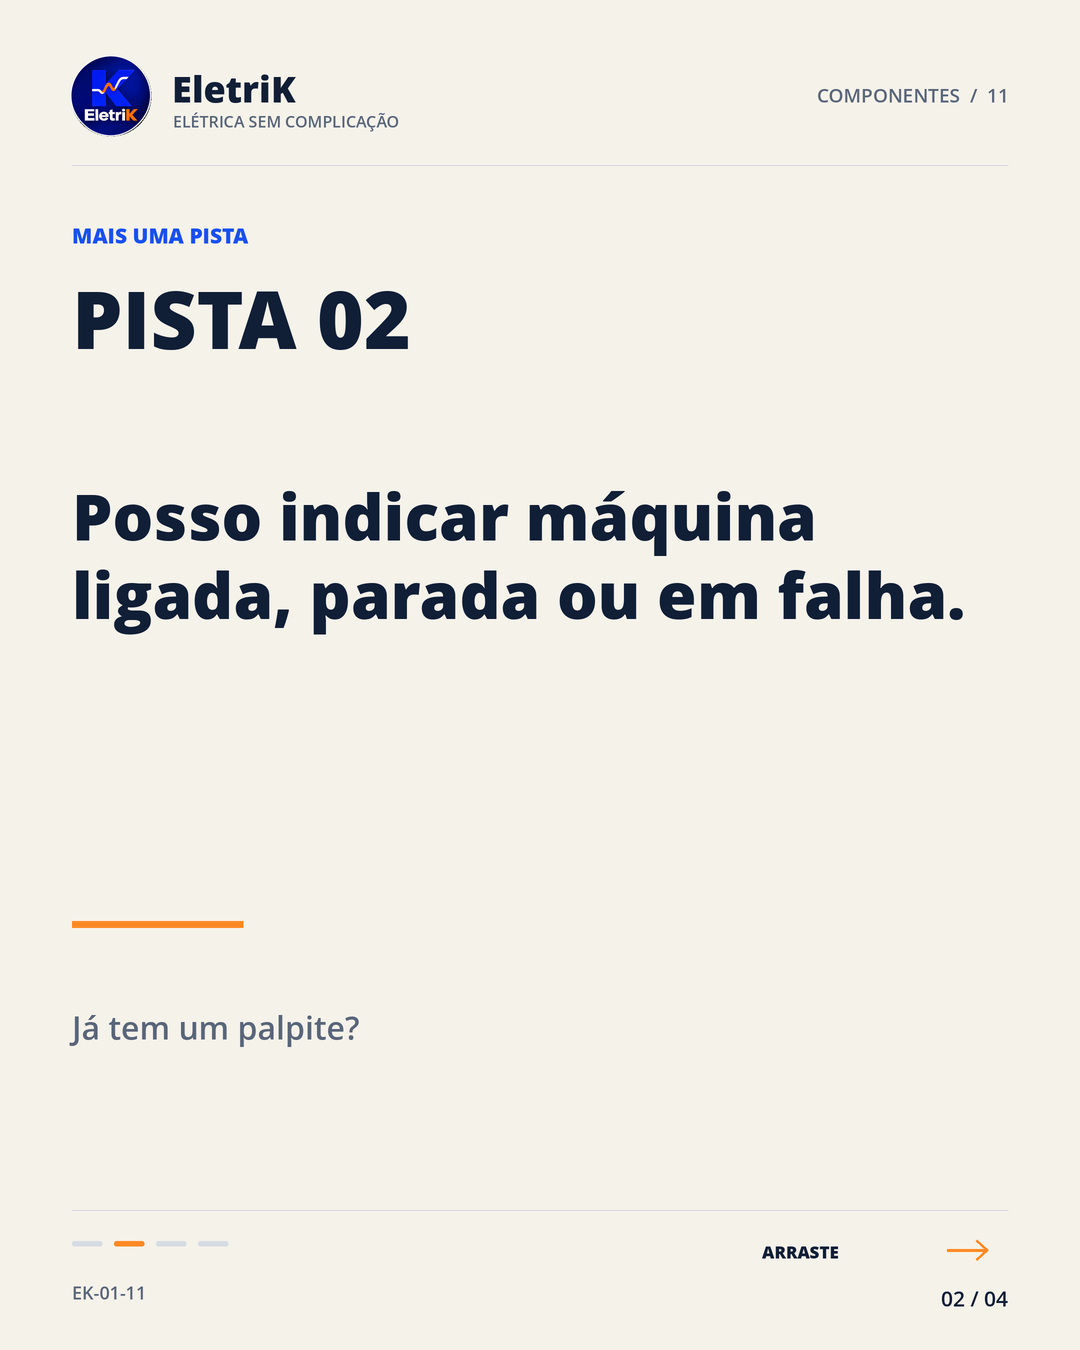 EletriK
EletriK
ELÉTRICA SEM COMPLICAÇÃO
COMPONENTES / 11
MAIS UMA PISTA
PISTA 02
Posso indicar máquina
ligada, parada ou em falha.
Já tem um palpite?
ARRASTE
EK-01-11
02 / 04